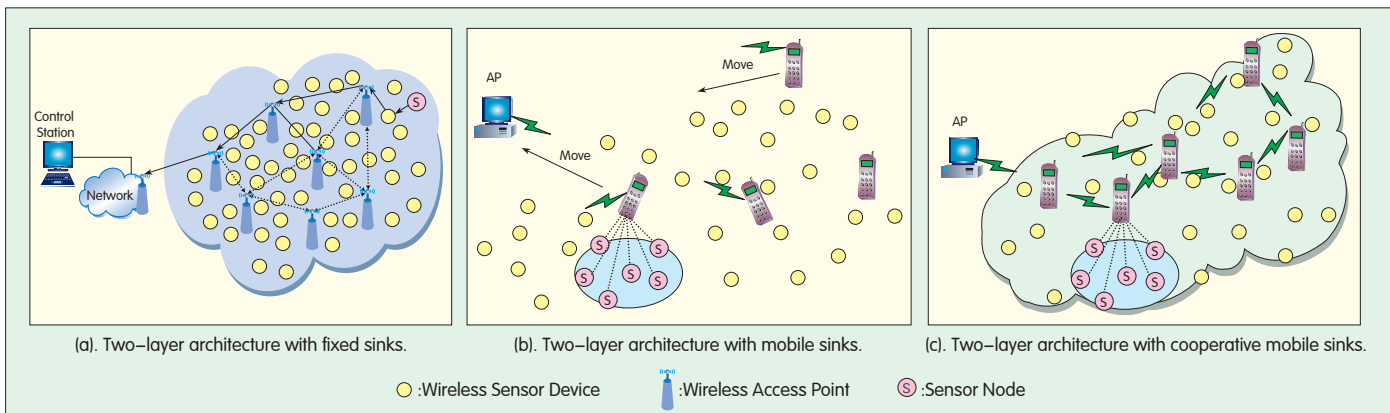 Control
Station
Network
S
(a). Two-layer architecture with fixed sinks.
AP
Move
Move
S
S
S
S
S
S
S
(b). Two-layer architecture with mobile sinks.
AP
S
S
S
S
S
S
S
(c). Two-layer architecture with cooperative mobile sinks.
:Wireless Sensor Device
:Wireless Access Point
S :Sensor Node